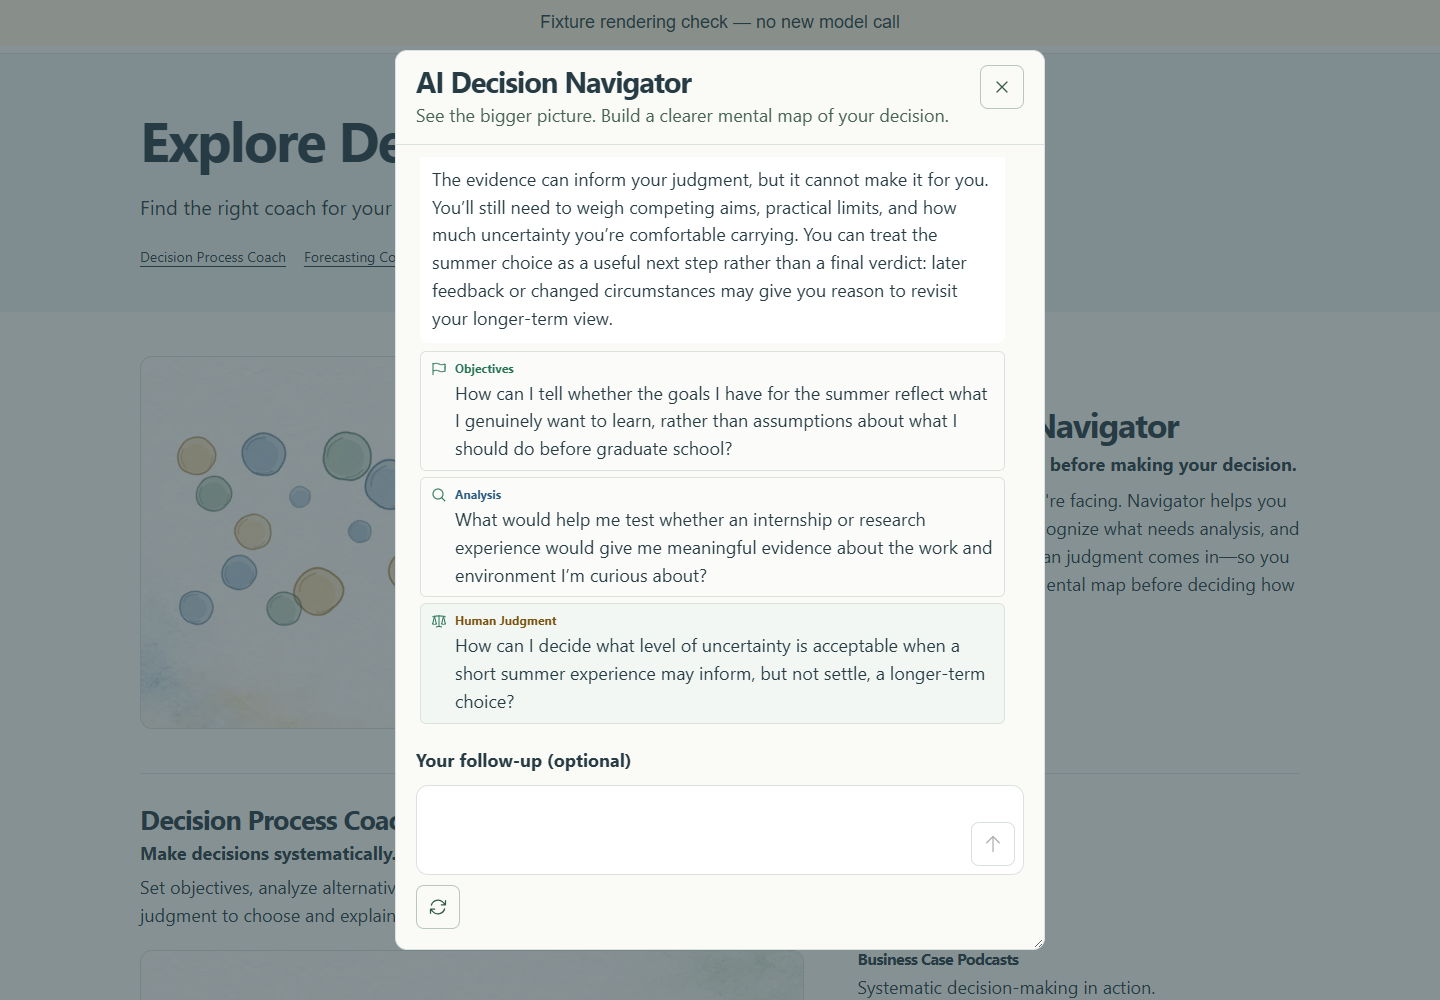 Fixture rendering check — no new model call
AI Decision Navigator
See the bigger picture. Build a clearer mental map of your decision.
The evidence can inform your judgment, but it cannot make it for you.
You’ll still need to weigh competing aims, practical limits, and how
much uncertainty you’re comfortable carrying. You can treat the
summer choice as a useful next step rather than a final verdict: later
feedback or changed circumstances may give you reason to revisit
your longer-term view.
Objectives
How can I tell whether the goals I have for the summer reflect what
I genuinely want to learn, rather than assumptions about what I
should do before graduate school?
Analysis
What would help me test whether an internship or research
experience would give me meaningful evidence about the work and
environment I’m curious about?
Human Judgment
How can I decide what level of uncertainty is acceptable when a
short summer experience may inform, but not settle, a longer-term
choice?
Your follow-up (optional)
Explore
Find the right coach for your
Decision Process Coach
Forecasting
Navigator
before making your decision.
're facing. Navigator helps you
what needs analysis, and
judgment comes in—so you
map before deciding how
Decision Process
Make decisions systematically.
Set objectives, analyze
judgment to choose and explain
Business Case Podcasts
Systematic decision-making in action.